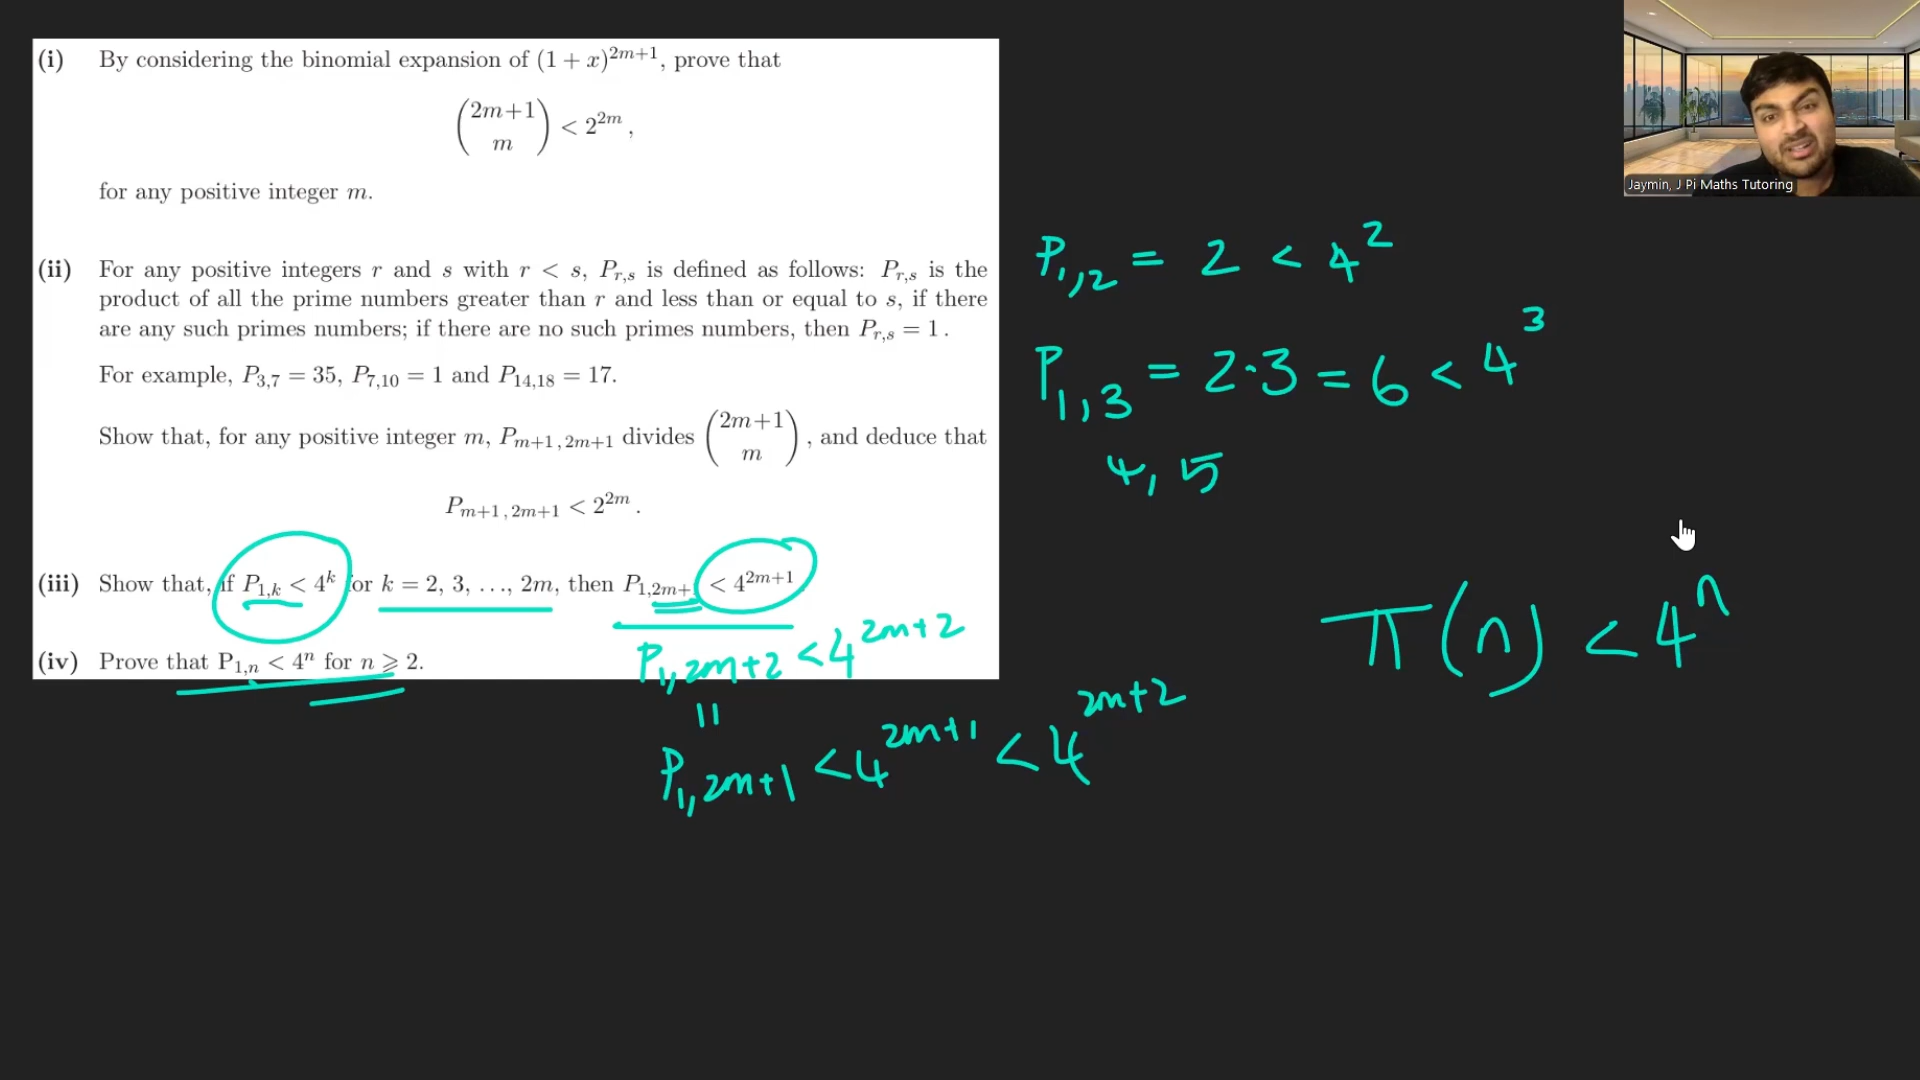 (i) By considering the binomial expansion of (1 + x)^{2m+1}, prove that
\binom{2m+1}{m} < 2^{2m} ,
for any positive integer m.
(ii) For any positive integers r and s with r < s, P_{r,s} is defined as follows: P_{r,s} is the
product of all the prime numbers greater than r and less than or equal to s, if there
are any such primes numbers; if there are no such primes numbers, then P_{r,s} = 1 .
For example, P_{3,7} = 35, P_{7,10} = 1 and P_{14,18} = 17.
Show that, for any positive integer m, P_{m+1, 2m+1} divides \binom{2m+1}{m} , and deduce that
P_{m+1, 2m+1} < 2^{2m} .
(iii) Show that, if P_{1,k} < 4^k for k = 2, 3, ..., 2m, then P_{1,2m+1} < 4^{2m+1}
(iv) Prove that P_{1,n} < 4^n for n ⩾ 2.
P_{1,2m+2} < 4^{2m+2}
||
P_{1,2m+1} < 4^{2m+1} < 4^{2m+2}
P_{1,2} = 2 < 4^2
P_{1,3} = 2·3 = 6 < 4^3
4, 5
π(n) < 4^n
Jaymin, J Pi Maths Tutoring